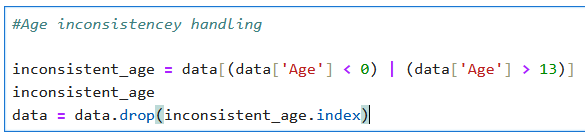 #Age inconsistencey handling
inconsistent_age = data[(data['Age'] < 0) | (data['Age'] > 13)]
inconsistent_age
data = data.drop(inconsistent_age.index)